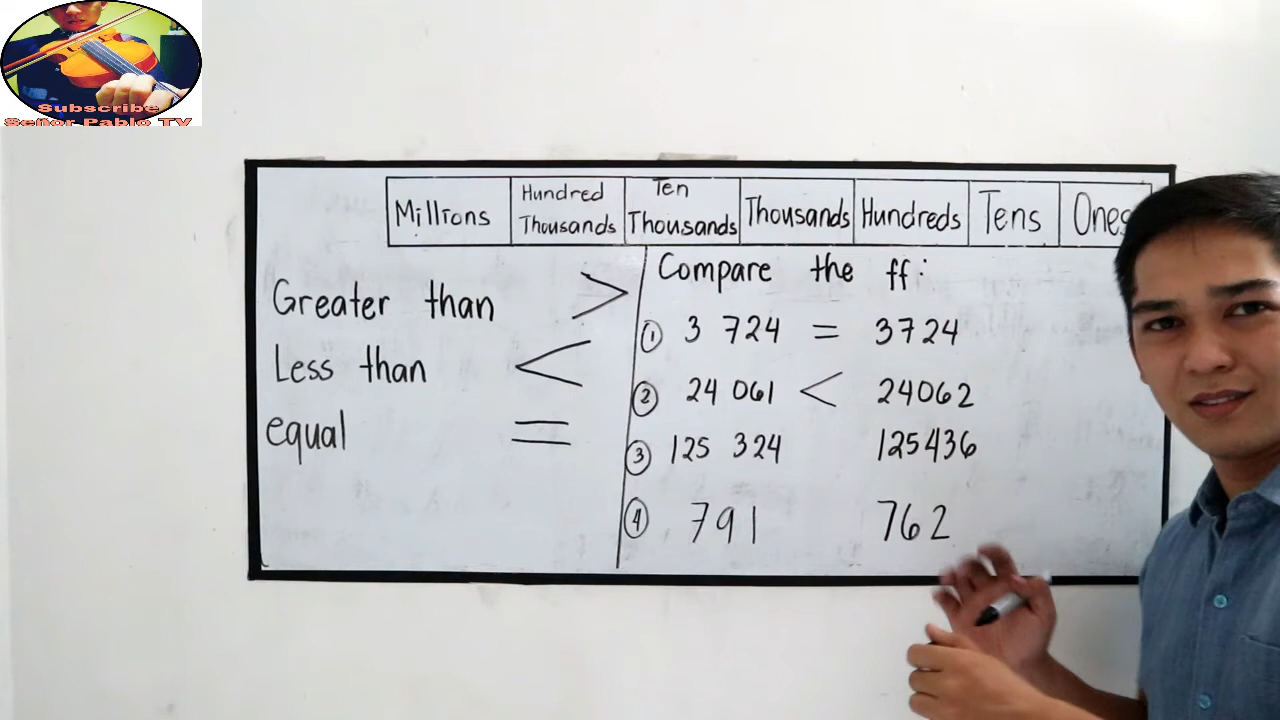 Subscribe
Señor Pablo TV
Millions Hundred Thousands Ten Thousands Thousands Hundreds Tens Ones
Greater than >
Less than <
equal =
Compare the ff:
1 3 724 = 3724
2 24 061 < 24062
3 125 324 125436
4 791 762